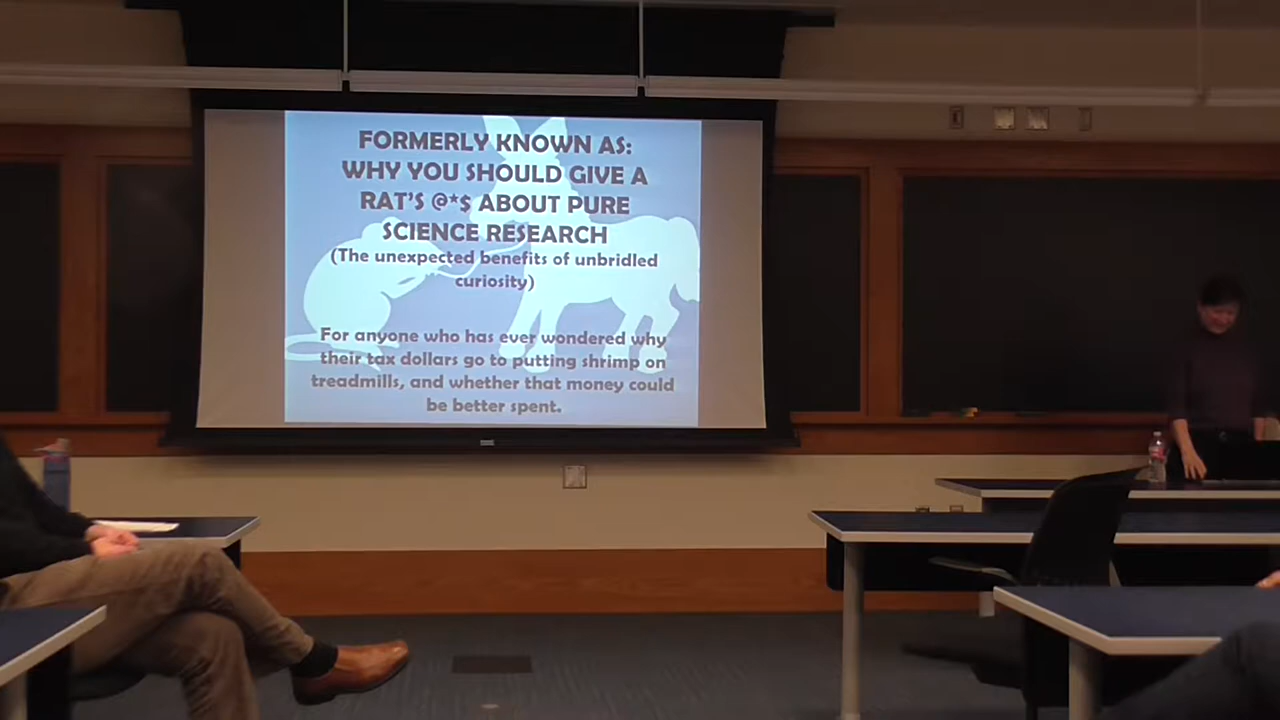 FORMERLY KNOWN AS:
WHY YOU SHOULD GIVE A
RAT'S @*$ ABOUT PURE
SCIENCE RESEARCH
(The unexpected benefits of unbridled
curiosity)
For anyone who has ever wondered why
their tax dollars go to putting shrimp on
treadmills, and whether that money could
be better spent.